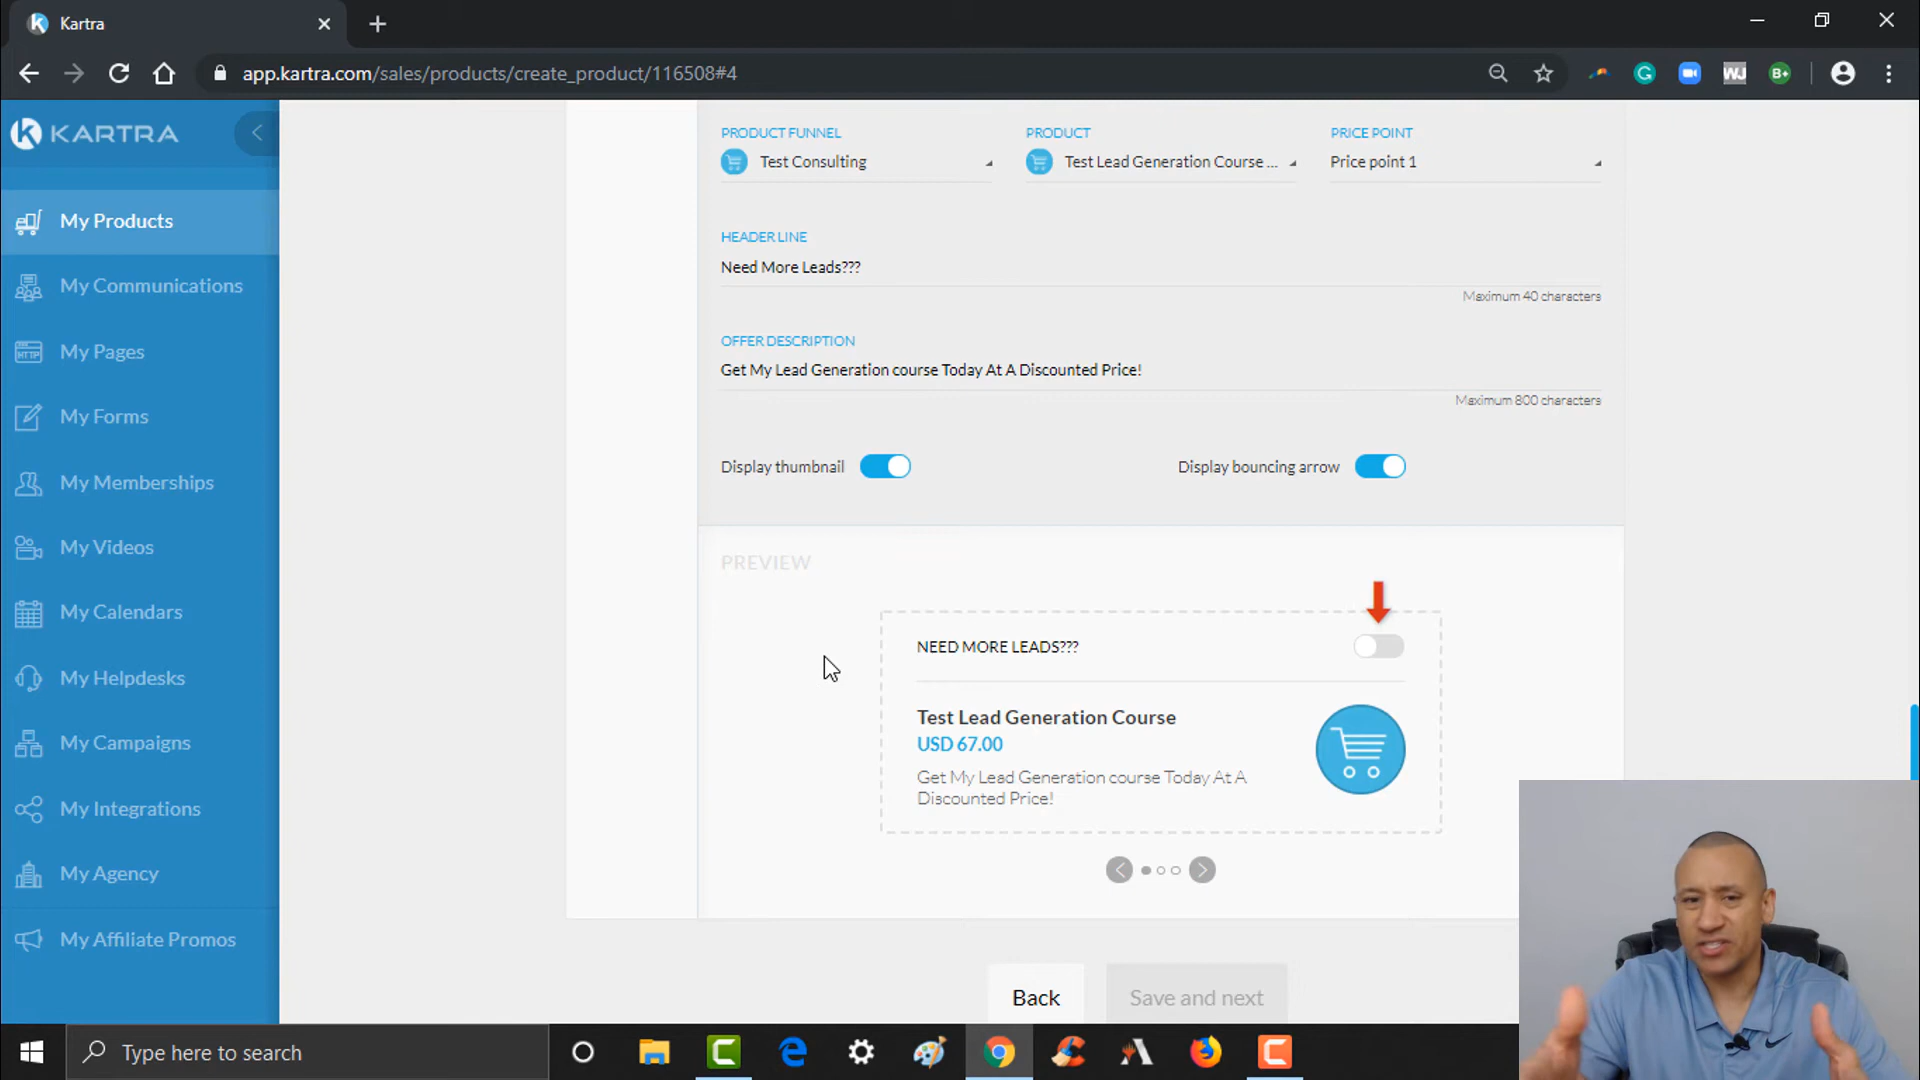 Kartra
app.kartra.com/sales/products/create_product/116508#4
KARTRA
My Products
My Communications
My Pages
My Forms
My Memberships
My Videos
My Calendars
My Helpdesks
My Campaigns
My Integrations
My Agency
My Affiliate Promos
PRODUCT FUNNEL
Test Consulting
PRODUCT
Test Lead Generation Course ...
PRICE POINT
Price point 1
HEADER LINE
Need More Leads???
Maximum 40 characters
OFFER DESCRIPTION
Get My Lead Generation course Today At A Discounted Price!
Maximum 800 characters
Display thumbnail
Display bouncing arrow
PREVIEW
NEED MORE LEADS???
Test Lead Generation Course
USD 67.00
Get My Lead Generation course Today At A
Discounted Price!
Back
Save and next
Type here to search